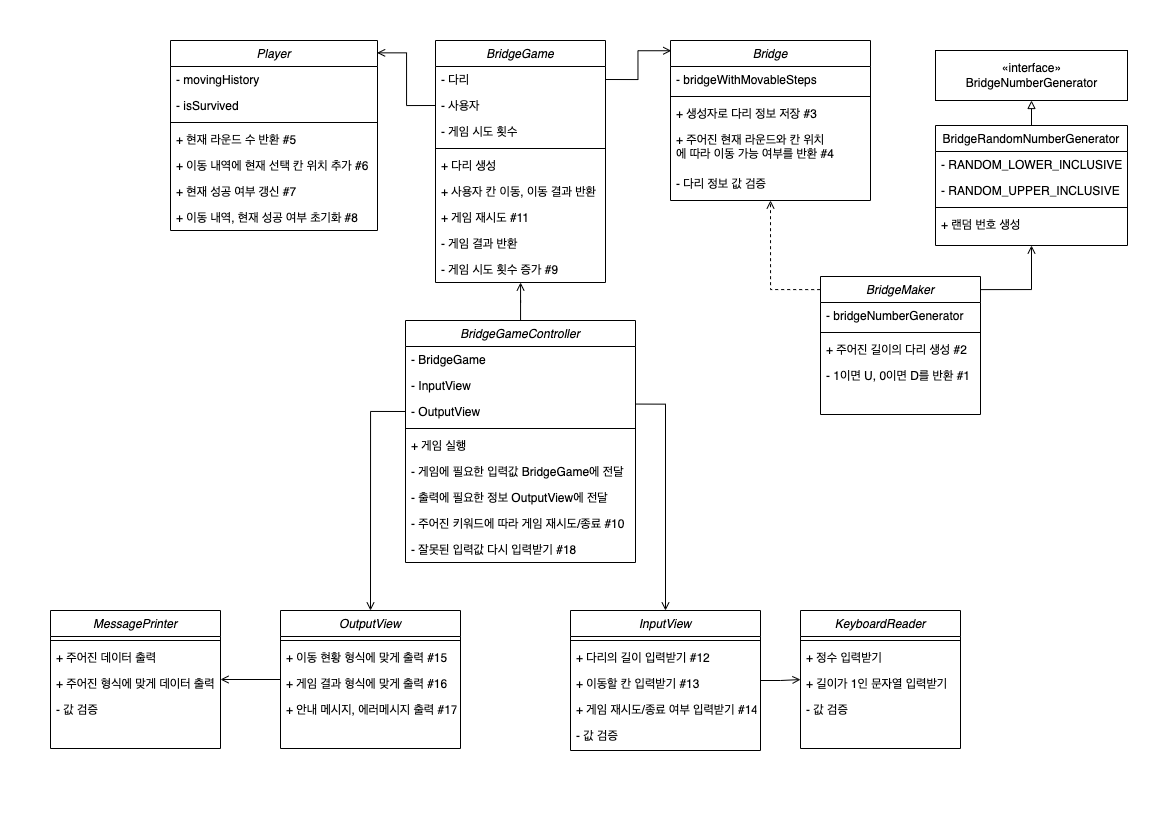 Player
- movingHistory
- isSurvived
+ 현재 라운드 수 반환 #5
+ 이동 내역에 현재 선택 칸 위치 추가 #6
+ 현재 성공 여부 갱신 #7
+ 이동 내역, 현재 성공 여부 초기화 #8
BridgeGame
- 다리
- 사용자
- 게임 시도 횟수
+ 다리 생성
+ 사용자 칸 이동, 이동 결과 반환
+ 게임 재시도 #11
- 게임 결과 반환
- 게임 시도 횟수 증가 #9
Bridge
- bridgeWithMovableSteps
+ 생성자로 다리 정보 저장 #3
+ 주어진 현재 라운드와 칸 위치
에 따라 이동 가능 여부를 반환 #4
- 다리 정보 값 검증
«interface»
BridgeNumberGenerator
BridgeRandomNumberGenerator
- RANDOM_LOWER_INCLUSIVE
- RANDOM_UPPER_INCLUSIVE
+ 랜덤 번호 생성
BridgeMaker
- bridgeNumberGenerator
+ 주어진 길이의 다리 생성 #2
- 1이면 U, 0이면 D를 반환 #1
BridgeGameController
- BridgeGame
- InputView
- OutputView
+ 게임 실행
- 게임에 필요한 입력값 BridgeGame에 전달
- 출력에 필요한 정보 OutputView에 전달
- 주어진 키워드에 따라 게임 재시도/종료 #10
- 잘못된 입력값 다시 입력받기 #18
MessagePrinter
+ 주어진 데이터 출력
+ 주어진 형식에 맞게 데이터 출력
- 값 검증
OutputView
+ 이동 현황 형식에 맞게 출력 #15
+ 게임 결과 형식에 맞게 출력 #16
+ 안내 메시지, 에러메시지 출력 #17
InputView
+ 다리의 길이 입력받기 #12
+ 이동할 칸 입력받기 #13
+ 게임 재시도/종료 여부 입력받기 #14
- 값 검증
KeyboardReader
+ 정수 입력받기
+ 길이가 1인 문자열 입력받기
- 값 검증